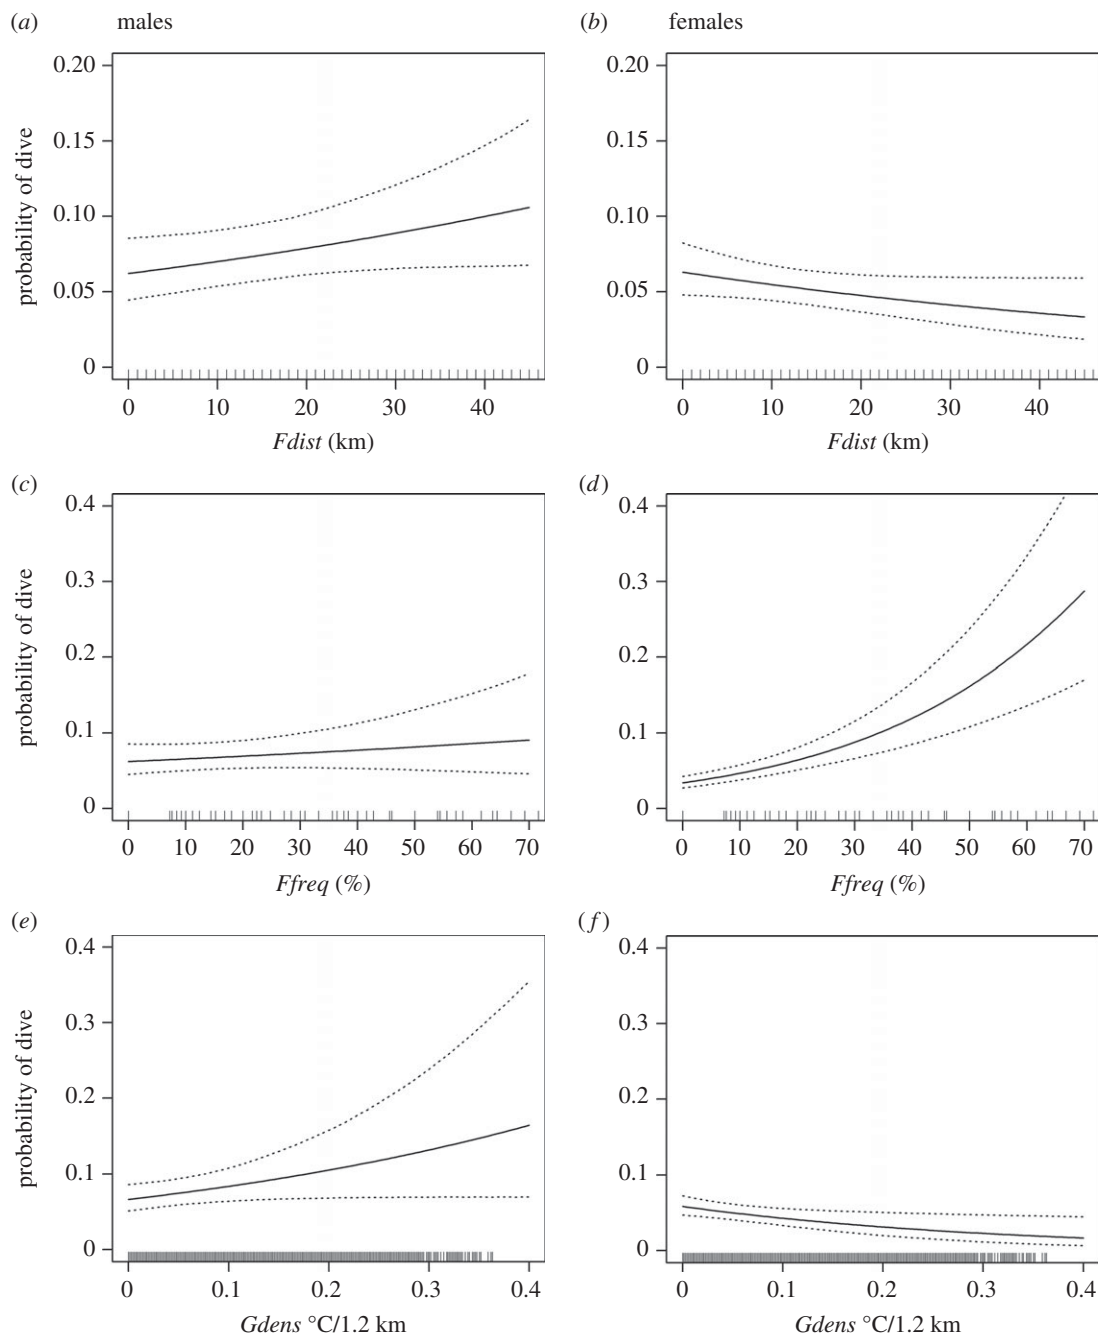 (a) males
(b) females
probability of dive
0.20
0.15
0.10
0.05
0
0 10 20 30 40
Fdist (km)
0.20
0.15
0.10
0.05
0
0 10 20 30 40
Fdist (km)
(c)
probability of dive
0.4
0.3
0.2
0.1
0
0 10 20 30 40 50 60 70
Ffreq (%)
(d)
0.4
0.3
0.2
0.1
0
0 10 20 30 40 50 60 70
Ffreq (%)
(e)
probability of dive
0.4
0.3
0.2
0.1
0
0 0.1 0.2 0.3 0.4
Gdens °C/1.2 km
(f)
0.4
0.3
0.2
0.1
0
0 0.1 0.2 0.3 0.4
Gdens °C/1.2 km